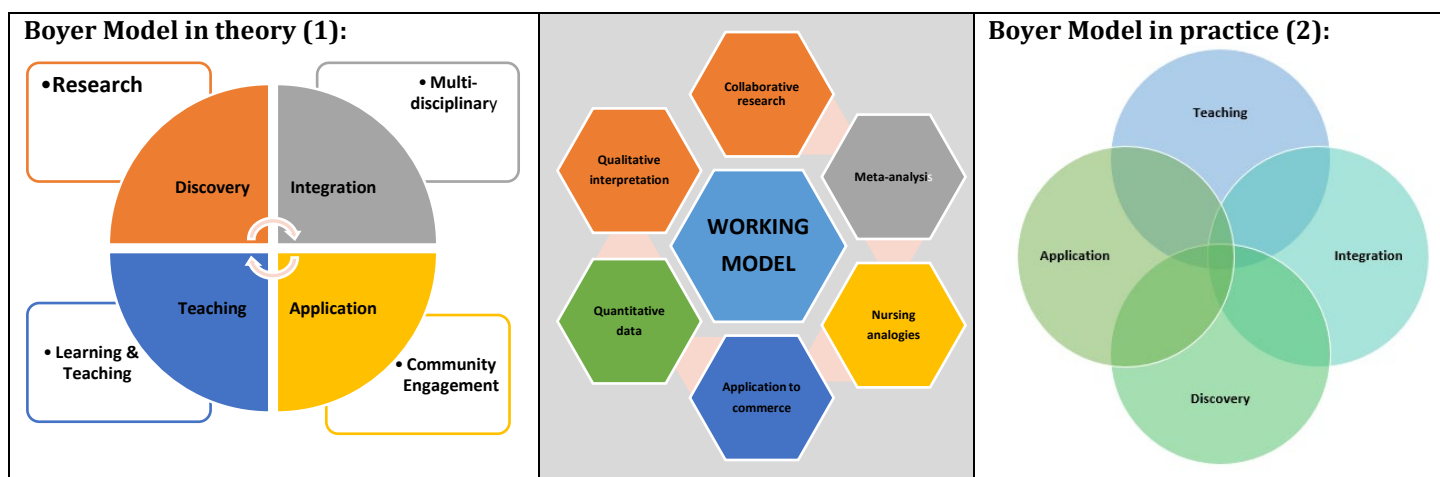 Boyer Model in theory (1):
•Research
• Multi-
disciplinary
Discovery
Integration
Teaching
Application
• Learning &
Teaching
• Community
Engagement
Collaborative
research
Qualitative
interpretation
Meta-analysis
WORKING
MODEL
Quantitative
data
Nursing
analogies
Application to
commerce
Boyer Model in practice (2):
Teaching
Application
Integration
Discovery